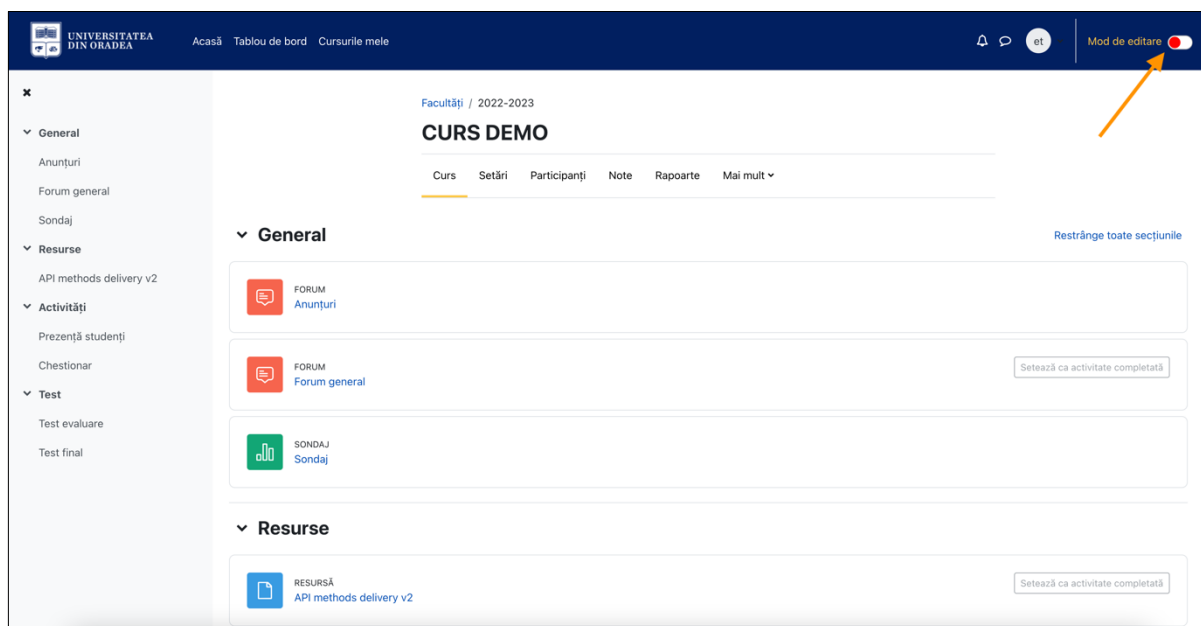 UNIVERSITATEA
DIN ORADEA
Acasă Tablou de bord Cursurile mele
et
Mod de editare
General
Anunțuri
Forum general
Sondaj
Resurse
API methods delivery v2
Activități
Prezență studenți
Chestionar
Test
Test evaluare
Test final
Facultăți / 2022-2023
CURS DEMO
Curs Setări Participanți Note Rapoarte Mai mult
General
Restrânge toate secțiunile
FORUM
Anunțuri
FORUM
Forum general
Setează ca activitate completată
SONDAJ
Sondaj
Resurse
RESURSĂ
API methods delivery v2
Setează ca activitate completată